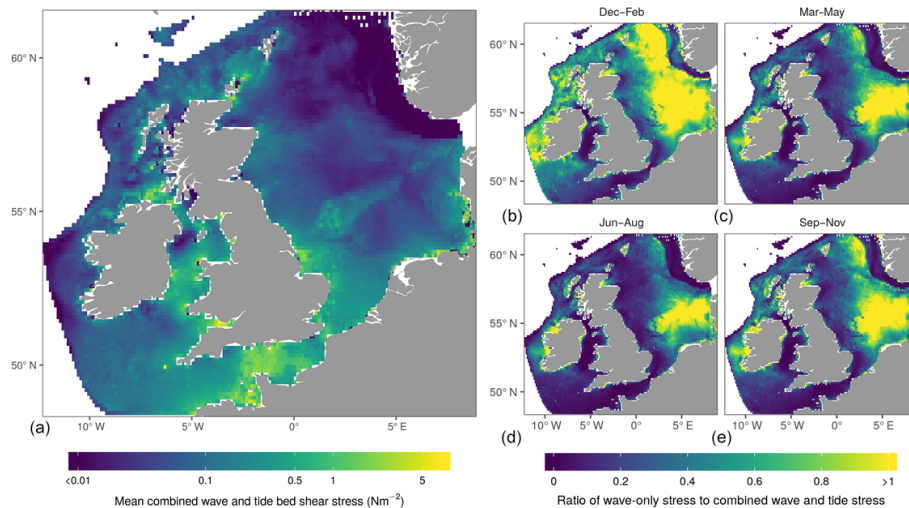 Dec–Feb
Mar–May
60° N
55° N
50° N
(a)
10° W
5° W
0°
5° E
60° N
55° N
50° N
(b)
(c)
Jun–Aug
Sep–Nov
60° N
55° N
50° N
(d)
(e)
10° W
5° W
0°
5° E
10° W
5° W
0°
5° E
<0.01
0.1
0.5
1
5
Mean combined wave and tide bed shear stress (Nm⁻²)
0
0.2
0.4
0.6
0.8
>1
Ratio of wave-only stress to combined wave and tide stress